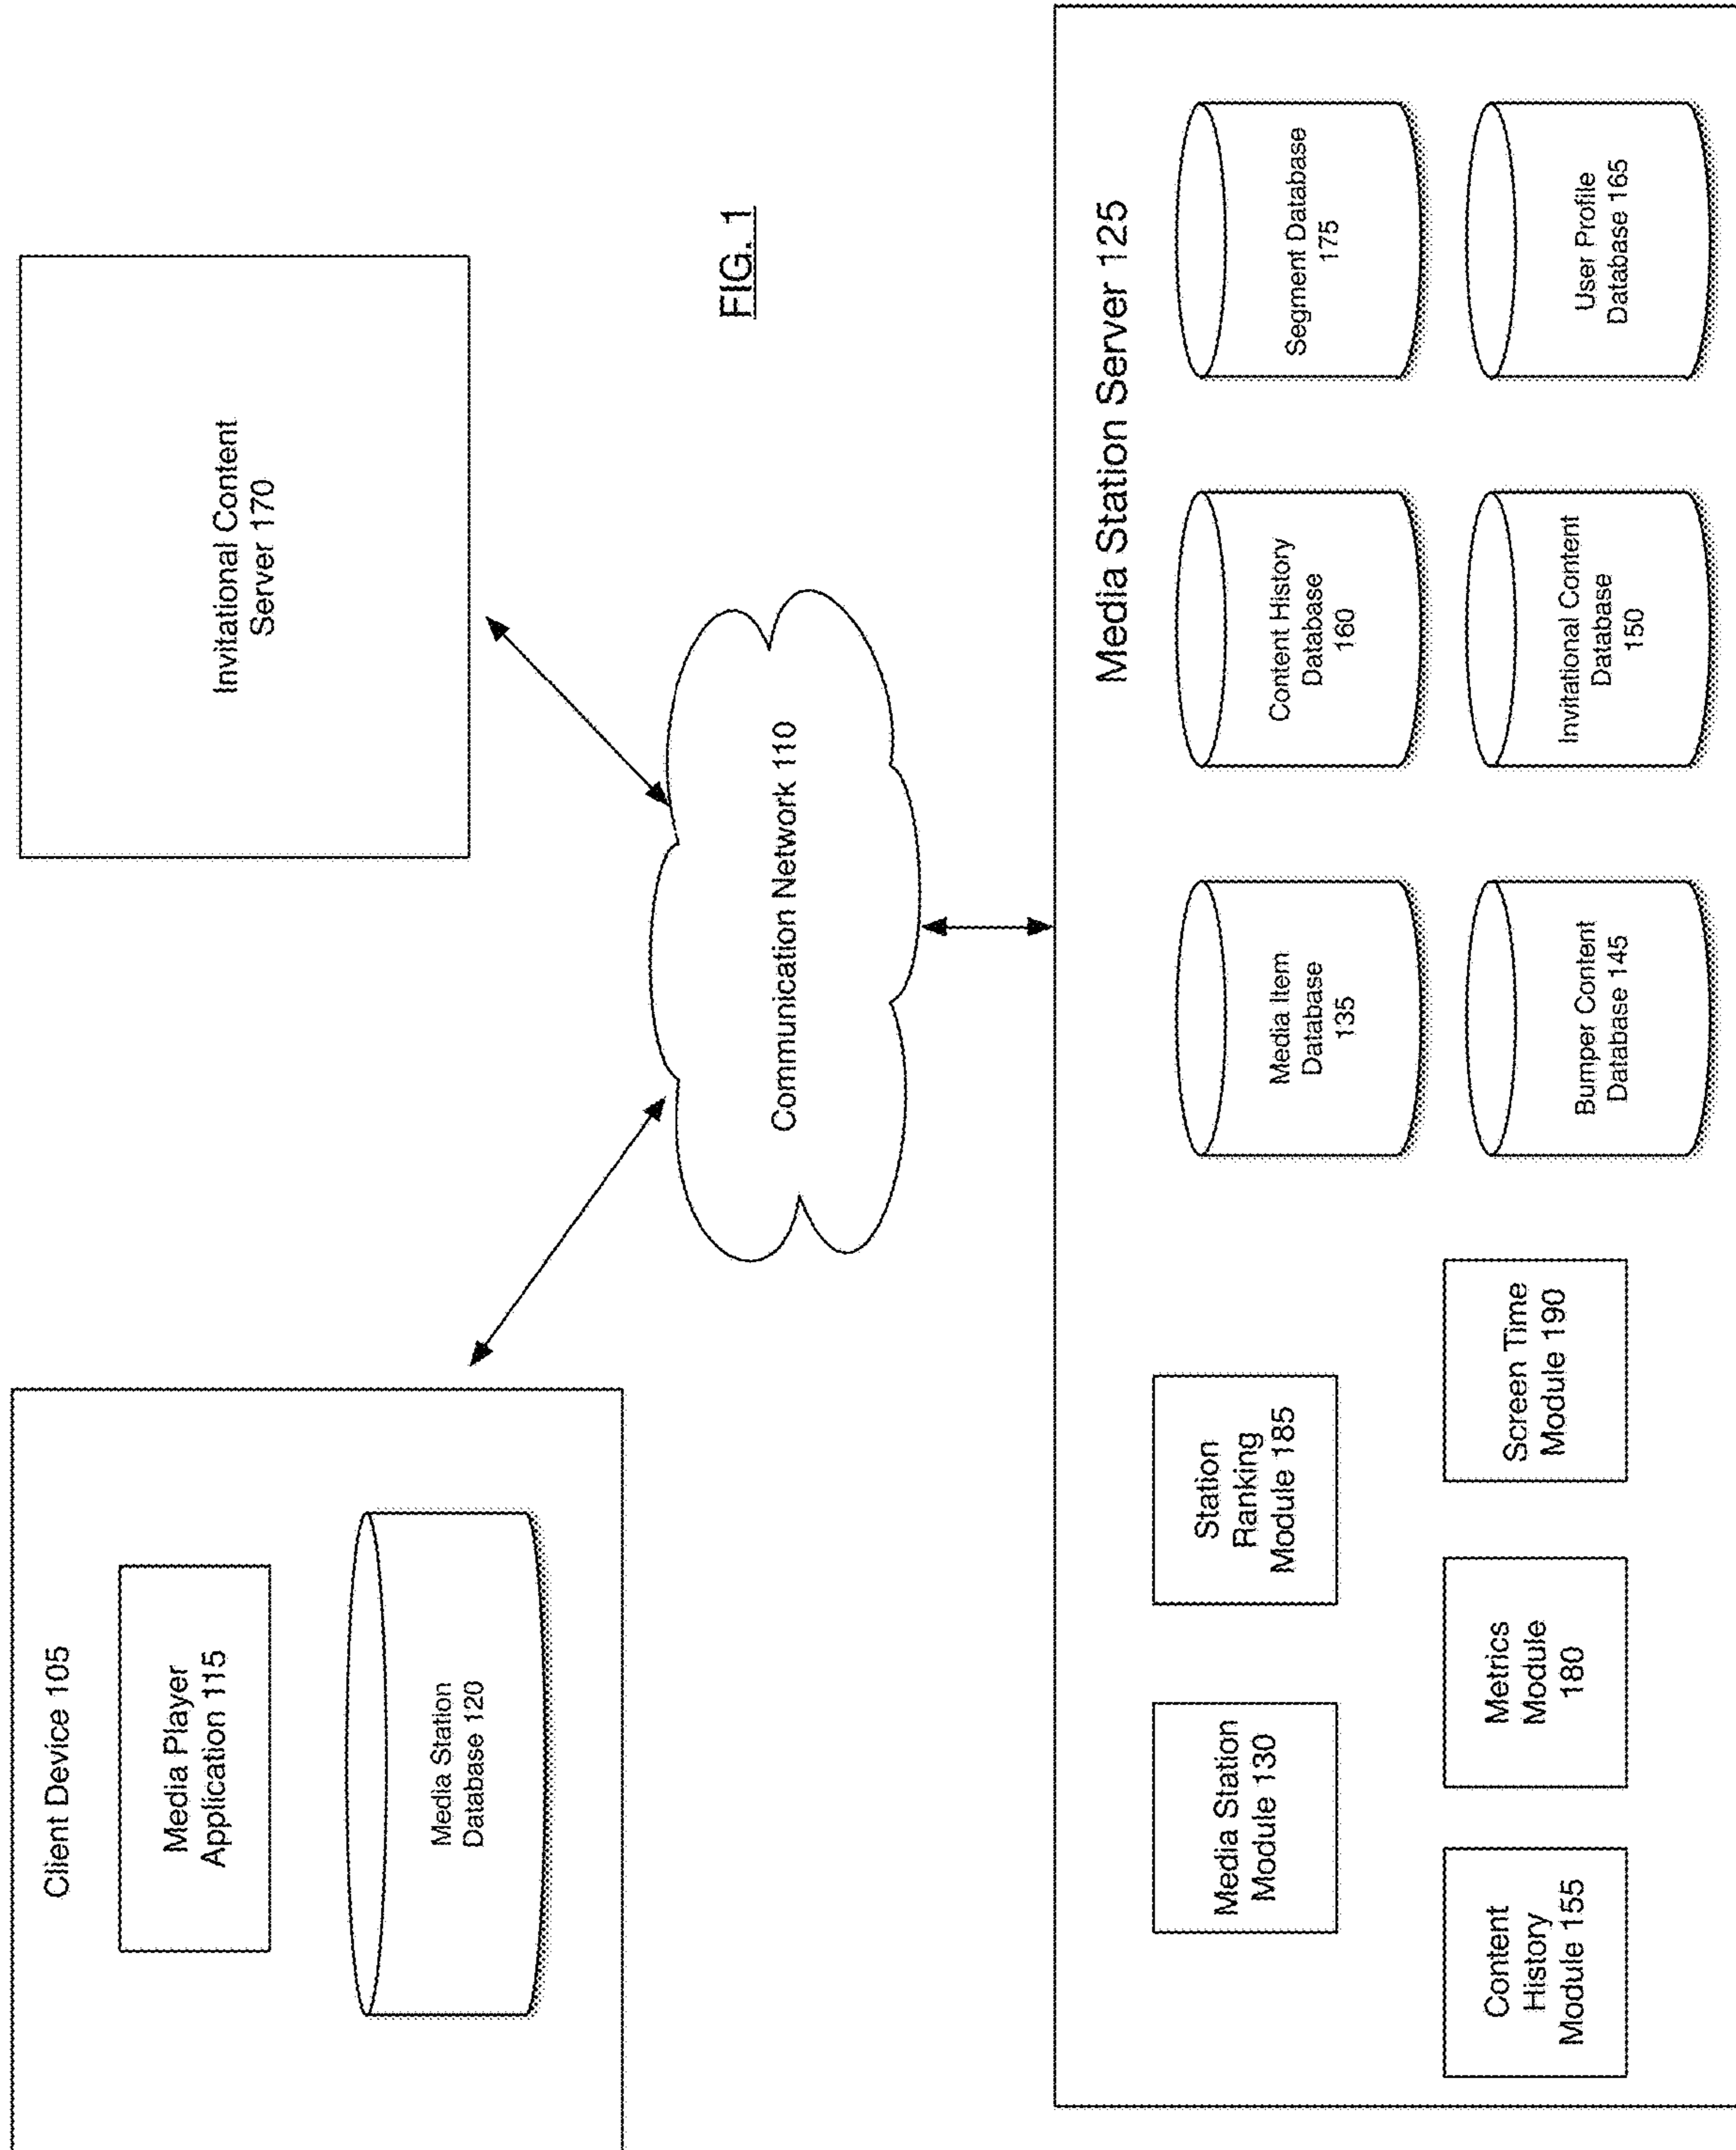 Client Device 105
Media Player
Application 115
Media Station
Database 120
Invitational Content
Server 170
Communication Network 110
FIG. 1
Media Station Server 125
Media Station
Module 130
Station
Ranking
Module 185
Content
History
Module 155
Metrics
Module
180
Screen Time
Module 190
Media Item
Database
135
Content History
Database
160
Segment Database
175
Bumper Content
Database 145
Invitational Content
Database
150
User Profile
Database 165